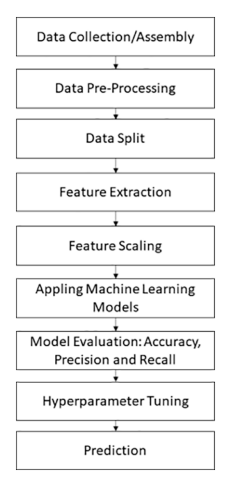 Data Collection/Assembly
Data Pre-Processing
Data Split
Feature Extraction
Feature Scaling
Appling Machine Learning
Models
Model Evaluation: Accuracy,
Precision and Recall
Hyperparameter Tuning
Prediction